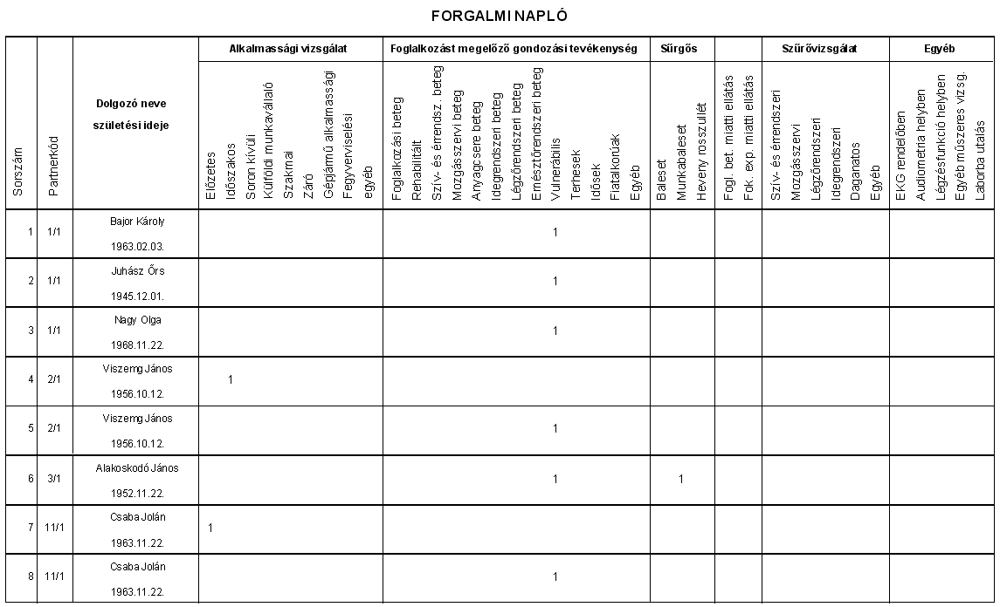 FORGALMI NAPLÓ
Alkalmassági vizsgálat
Foglalkozást megelőző gondozási tevékenység
Sűrgős
Szűrővizsgálat
Egyéb
Sorszám
Partnerkód
Dolgozó neve
születési ideje
Előzetes
Időszakos
Soron kívüli
Külföldi munkavállaló
Szakmai
Záró
Gépjármű alkalmassági
Fegyverviselési
egyéb
Foglalkozási beteg
Rehabilitált
Szív- és érrendsz. beteg
Mozgásszervi beteg
Anyagcsere beteg
Idegrendszeri beteg
Légzőrendszeri beteg
Emésztőrendszeri beteg
Vulnerábilis
Terhesek
Idősek
Fiatalkorúak
Egyéb
Baleset
Munkabaleset
Heveny rosszullét
Fogl. bet. miatti ellátás
Fok. exp. miatti ellátás
Szív- és érrendszeri
Mozgásszervi
Légzőrendszeri
Idegrendszeri
Daganatos
Egyéb
EKG rendelőben
Audiometria helyben
Légzésfunkció helyben
Egyéb műszeres vizsg.
Laborba utalás
1 1/1 Bajor Károly 1
1963.02.03.
2 1/1 Juhász Őrs 1
1945.12.01.
3 1/1 Nagy Olga 1
1968.11.22.
4 2/1 Viszemg János 1
1956.10.12.
5 2/1 Viszemg János 1
1956.10.12.
6 3/1 Alakoskodó János 1 1
1952.11.22.
7 11/1 Csaba Jolán 1
1963.11.22.
8 11/1 Csaba Jolán 1
1963.11.22.